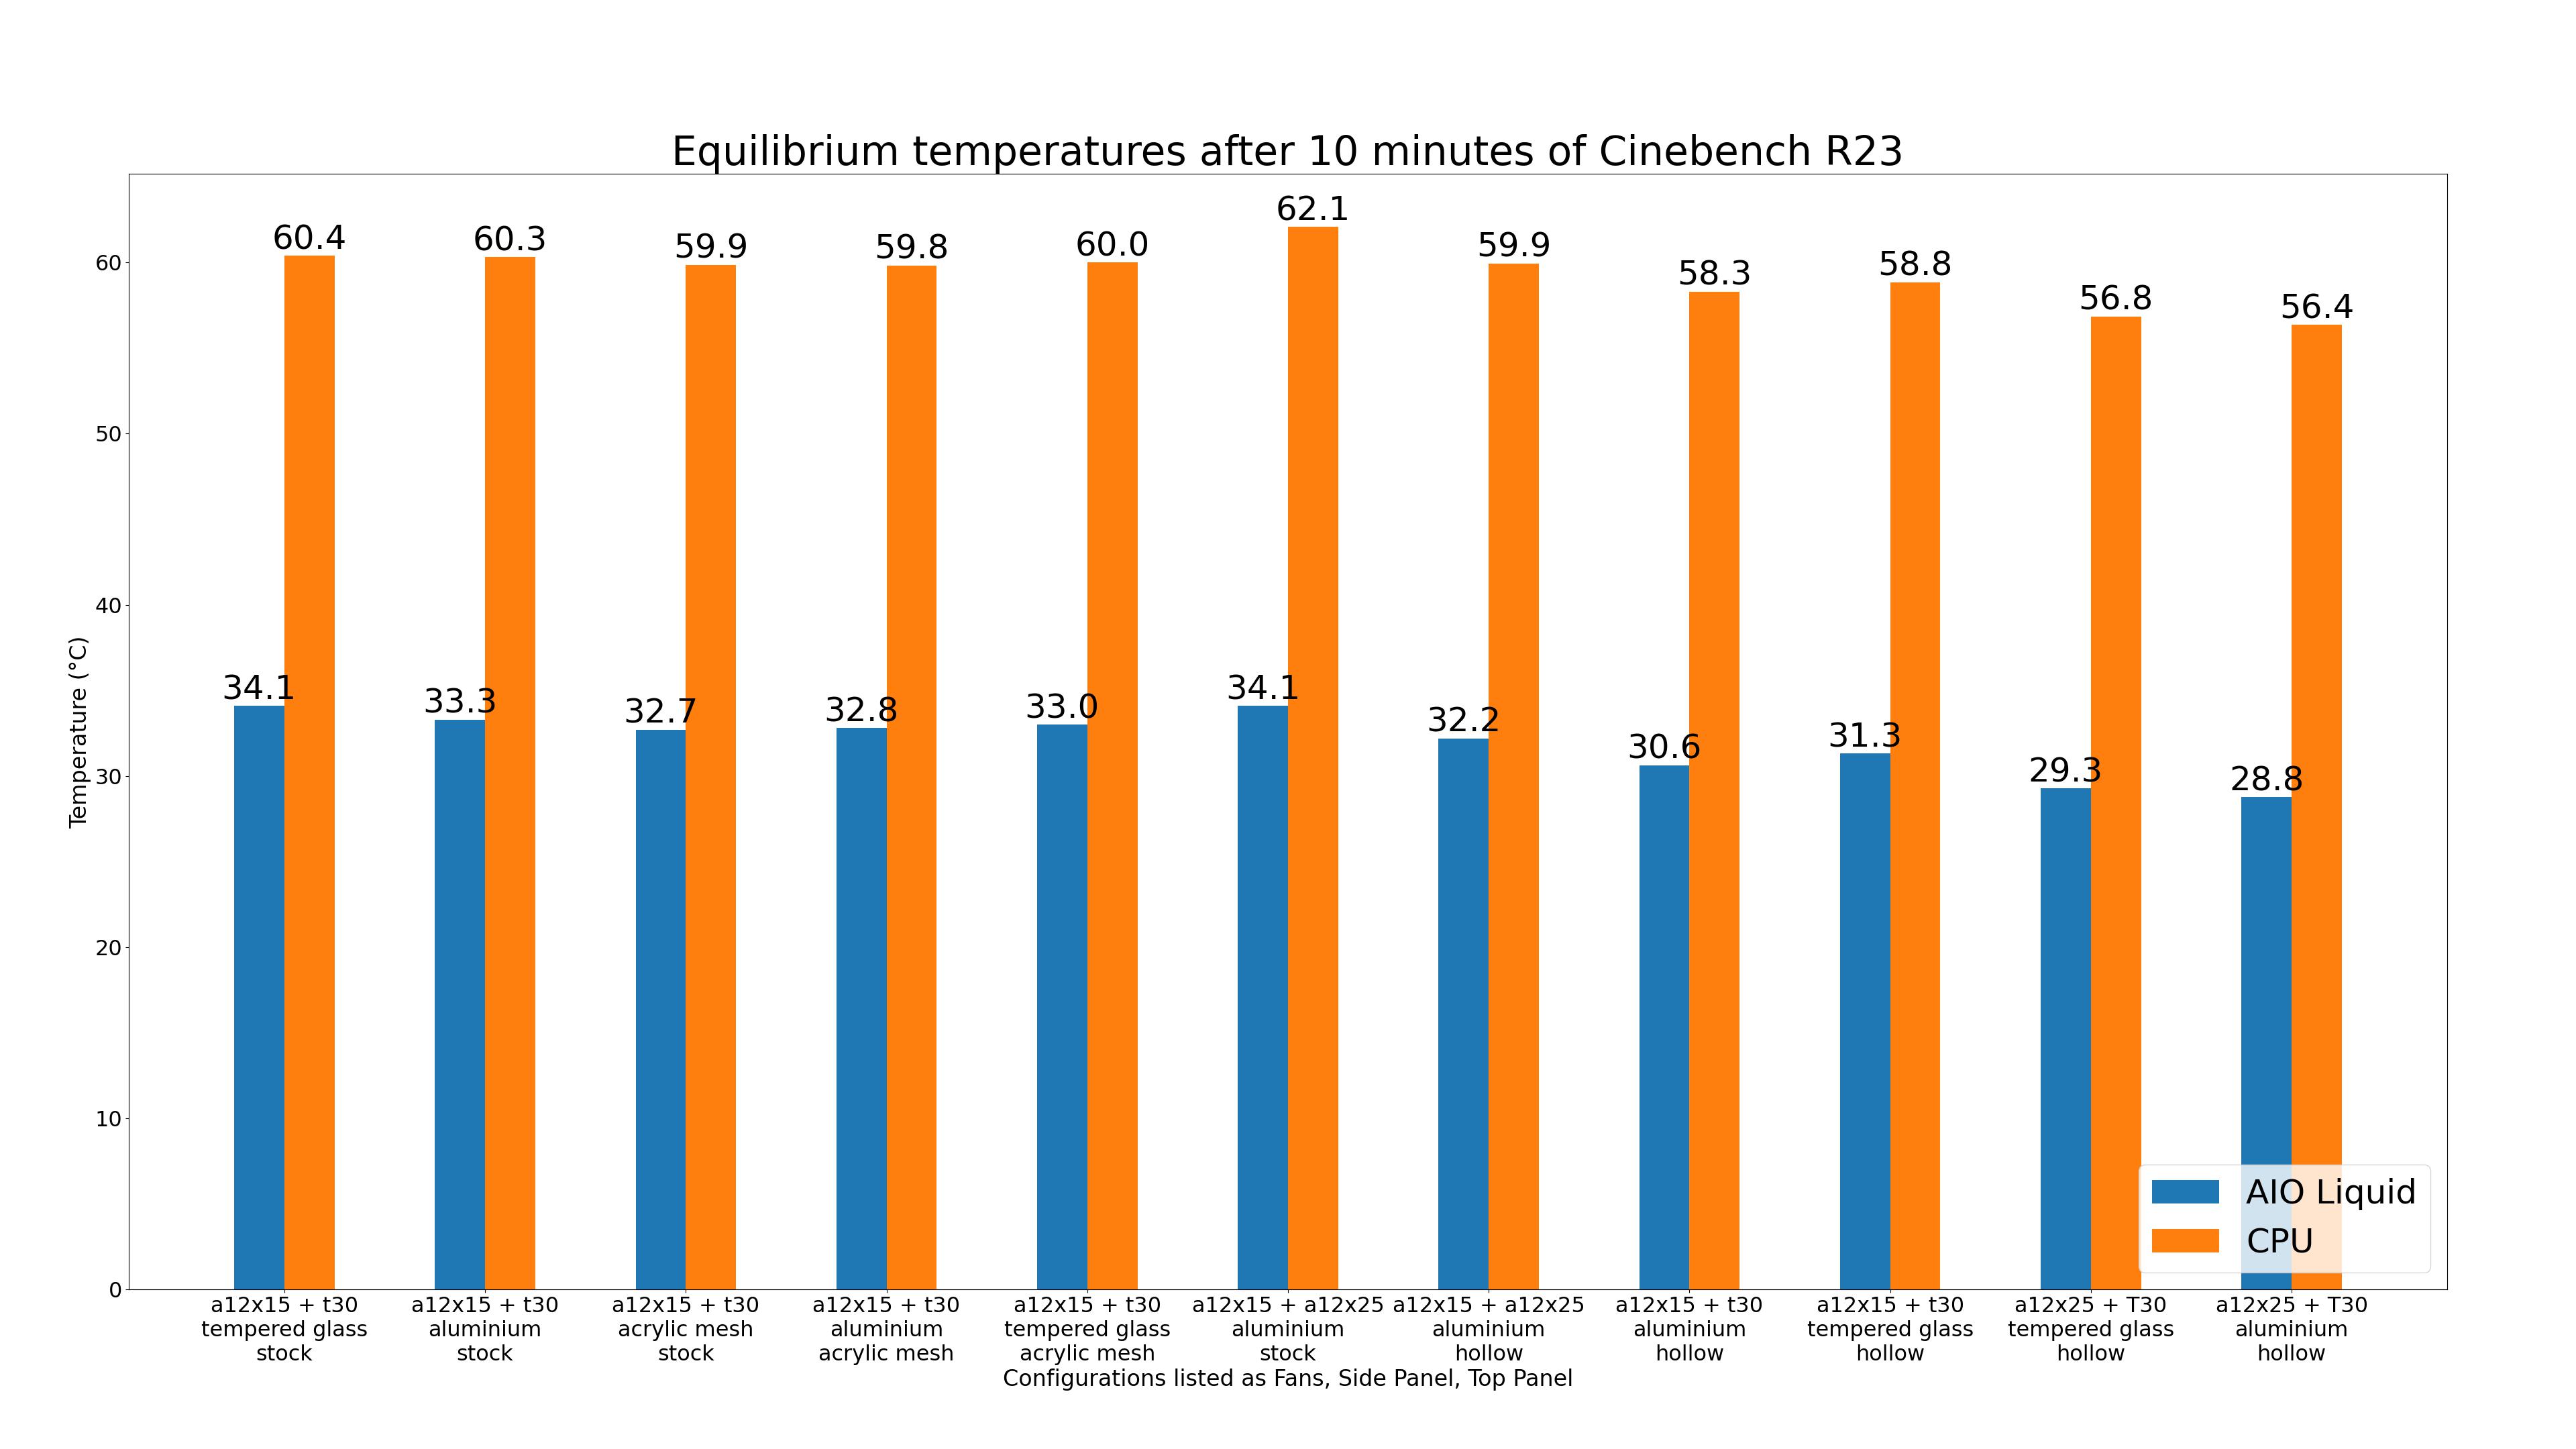 Equilibrium temperatures after 10 minutes of Cinebench R23
62.1
60.4
60.3
59.9
59.8
60.0
59.9
58.3
58.8
56.8
56.4
34.1
33.3
32.7
32.8
33.0
34.1
32.2
30.6
31.3
29.3
28.8
60
50
40
30
20
10
0
Temperature (°C)
AIO Liquid
CPU
a12x15 + t30
tempered glass
stock
a12x15 + t30
aluminium
stock
a12x15 + t30
acrylic mesh
stock
a12x15 + t30
aluminium
acrylic mesh
a12x15 + t30
tempered glass
acrylic mesh
a12x15 + a12x25
aluminium
stock
a12x15 + a12x25
aluminium
hollow
a12x15 + t30
aluminium
hollow
a12x15 + t30
tempered glass
hollow
a12x25 + T30
tempered glass
hollow
a12x25 + T30
aluminium
hollow
Configurations listed as Fans, Side Panel, Top Panel